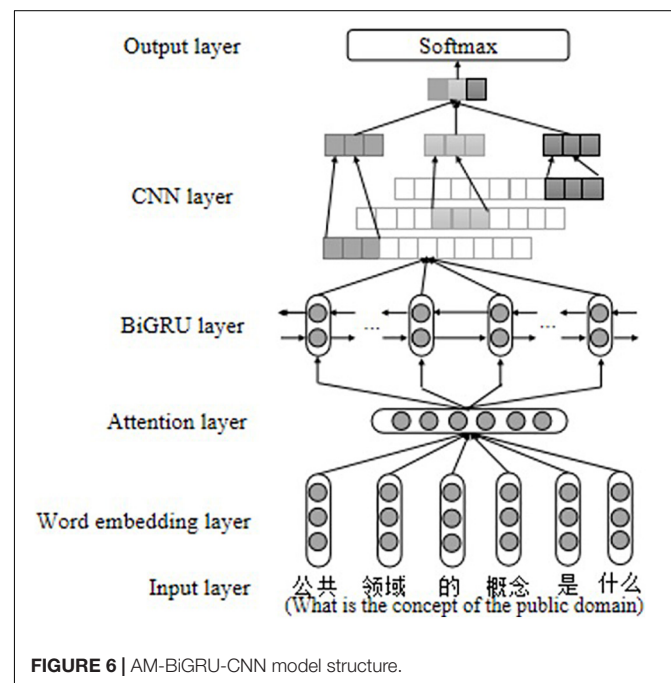 Output layer
Softmax
CNN layer
BiGRU layer
... ... ...
Attention layer
Word embedding layer
Input layer
公共 领域 的 概念 是 什么
(What is the concept of the public domain)
FIGURE 6 | AM-BiGRU-CNN model structure.